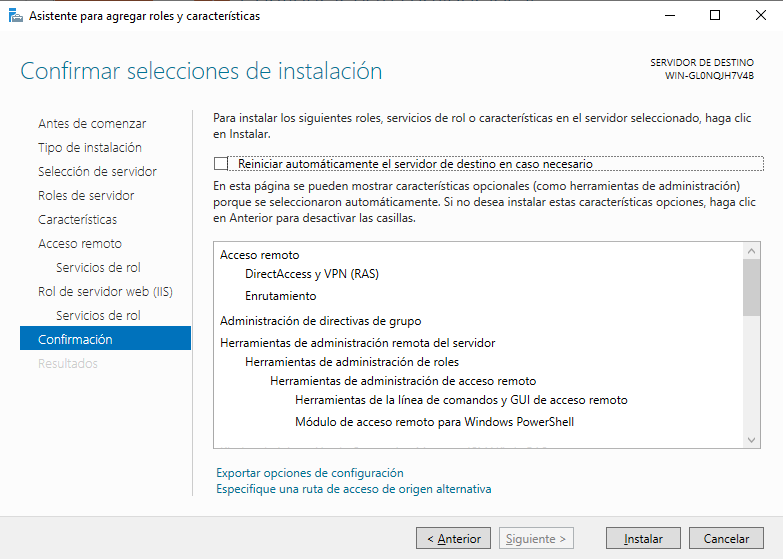 Asistente para agregar roles y características
Confirmar selecciones de instalación
SERVIDOR DE DESTINO
WIN-GL0NQJH7V4B
Antes de comenzar
Tipo de instalación
Selección de servidor
Roles de servidor
Características
Acceso remoto
Servicios de rol
Rol de servidor web (IIS)
Servicios de rol
Confirmación
Resultados
Para instalar los siguientes roles, servicios de rol o características en el servidor seleccionado, haga clic
en Instalar.
Reiniciar automáticamente el servidor de destino en caso necesario
En esta página se pueden mostrar características opcionales (como herramientas de administración)
porque se seleccionaron automáticamente. Si no desea instalar estas características opciones, haga clic
en Anterior para desactivar las casillas.
Acceso remoto
DirectAccess y VPN (RAS)
Enrutamiento
Administración de directivas de grupo
Herramientas de administración remota del servidor
Herramientas de administración de roles
Herramientas de administración de acceso remoto
Herramientas de la línea de comandos y GUI de acceso remoto
Módulo de acceso remoto para Windows PowerShell
Exportar opciones de configuración
Especifique una ruta de acceso de origen alternativa
< Anterior
Siguiente >
Instalar
Cancelar